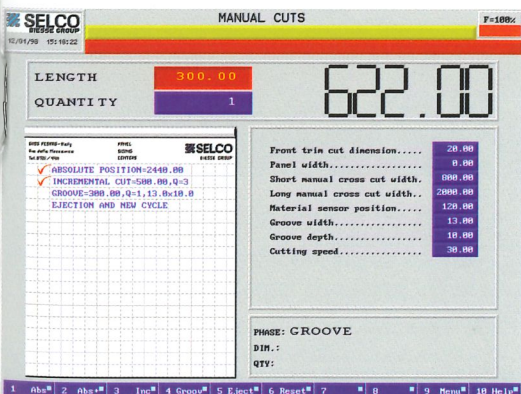 SELCO
BIESSE GROUP
MANUAL CUTS
F=100%
12/01/98 15:18:22
LENGTH 300.00
QUANTITY 1
622.00
PANEL
SIZING
CENTERS
SELCO
BIESSE GROUP
ABSOLUTE POSITION=2440.00
INCREMENTAL CUT=500.00,Q=3
GROOVE=300.00,Q=1,13.0x10.0
EJECTION AND NEW CYCLE
Front trim cut dimension..... 20.00
Panel width.................. 0.00
Short manual cross cut width. 800.00
Long manual cross cut width.. 2000.00
Material sensor position..... 120.00
Groove width................. 13.00
Groove depth................. 10.00
Cutting speed................ 30.00
PHASE: GROOVE
DIM.:
QTY:
1 Abs 2 Abs+ 3 Inc 4 Groov 5 Eject 6 Reset 7 8 9 Menu 10 Help